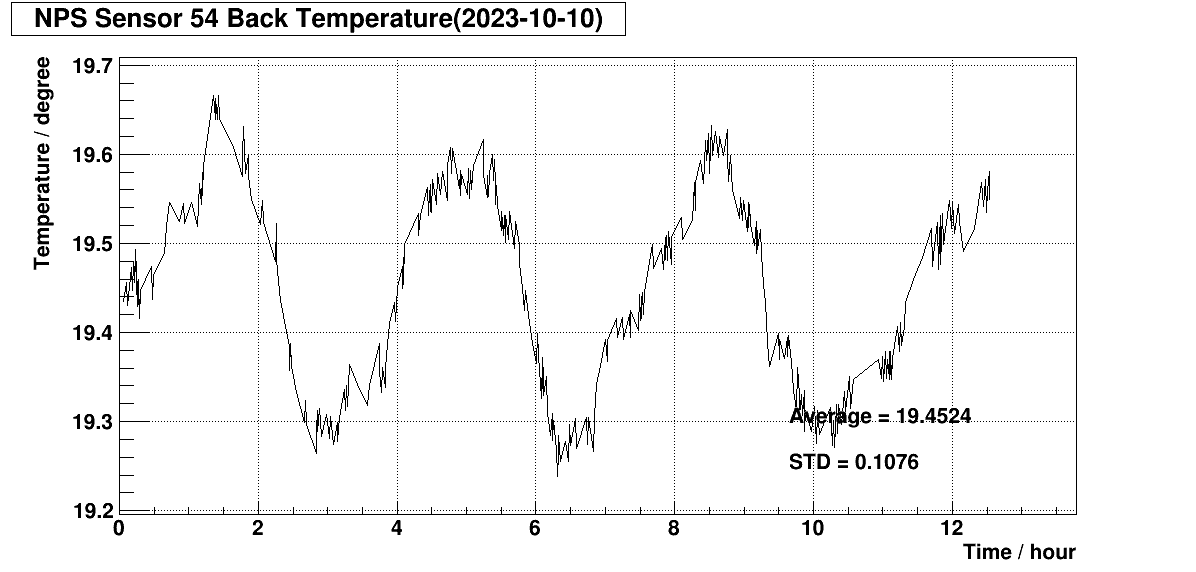 NPS Sensor 54 Back Temperature(2023-10-10)
Temperature / degree
19.7
19.6
19.5
19.4
19.3
19.2
Average = 19.4524
STD = 0.1076
0 2 4 6 8 10 12
Time / hour